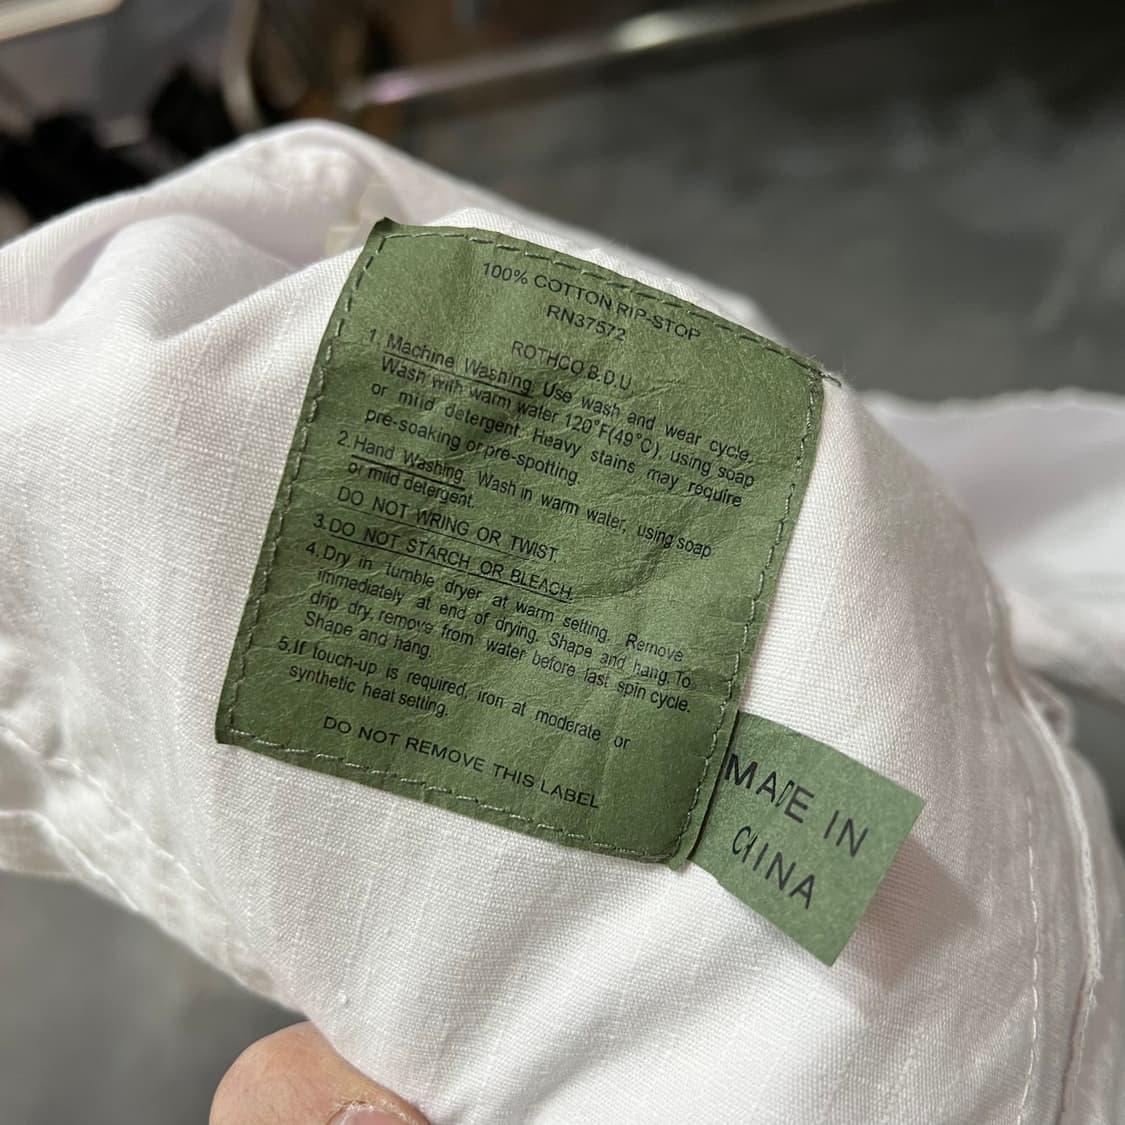 100% COTTON RIP-STOP
RN37572
ROTHCO B.D.U
1. Machine Washing. Use wash and wear cycle.
Wash with warm water 120°F(49°C), using soap
or mild detergent. Heavy stains may require
pre-soaking or pre-spotting.
2. Hand Washing. Wash in warm water, using soap
or mild detergent.
DO NOT WRING OR TWIST.
3. DO NOT STARCH OR BLEACH.
4. Dry in tumble dryer at warm setting. Remove
immediately at end of drying. Shape and hang. To
drip dry, remove from water before last spin cycle.
Shape and hang.
5. If touch-up is required, iron at moderate or
synthetic heat setting.
DO NOT REMOVE THIS LABEL
MADE IN
CHINA